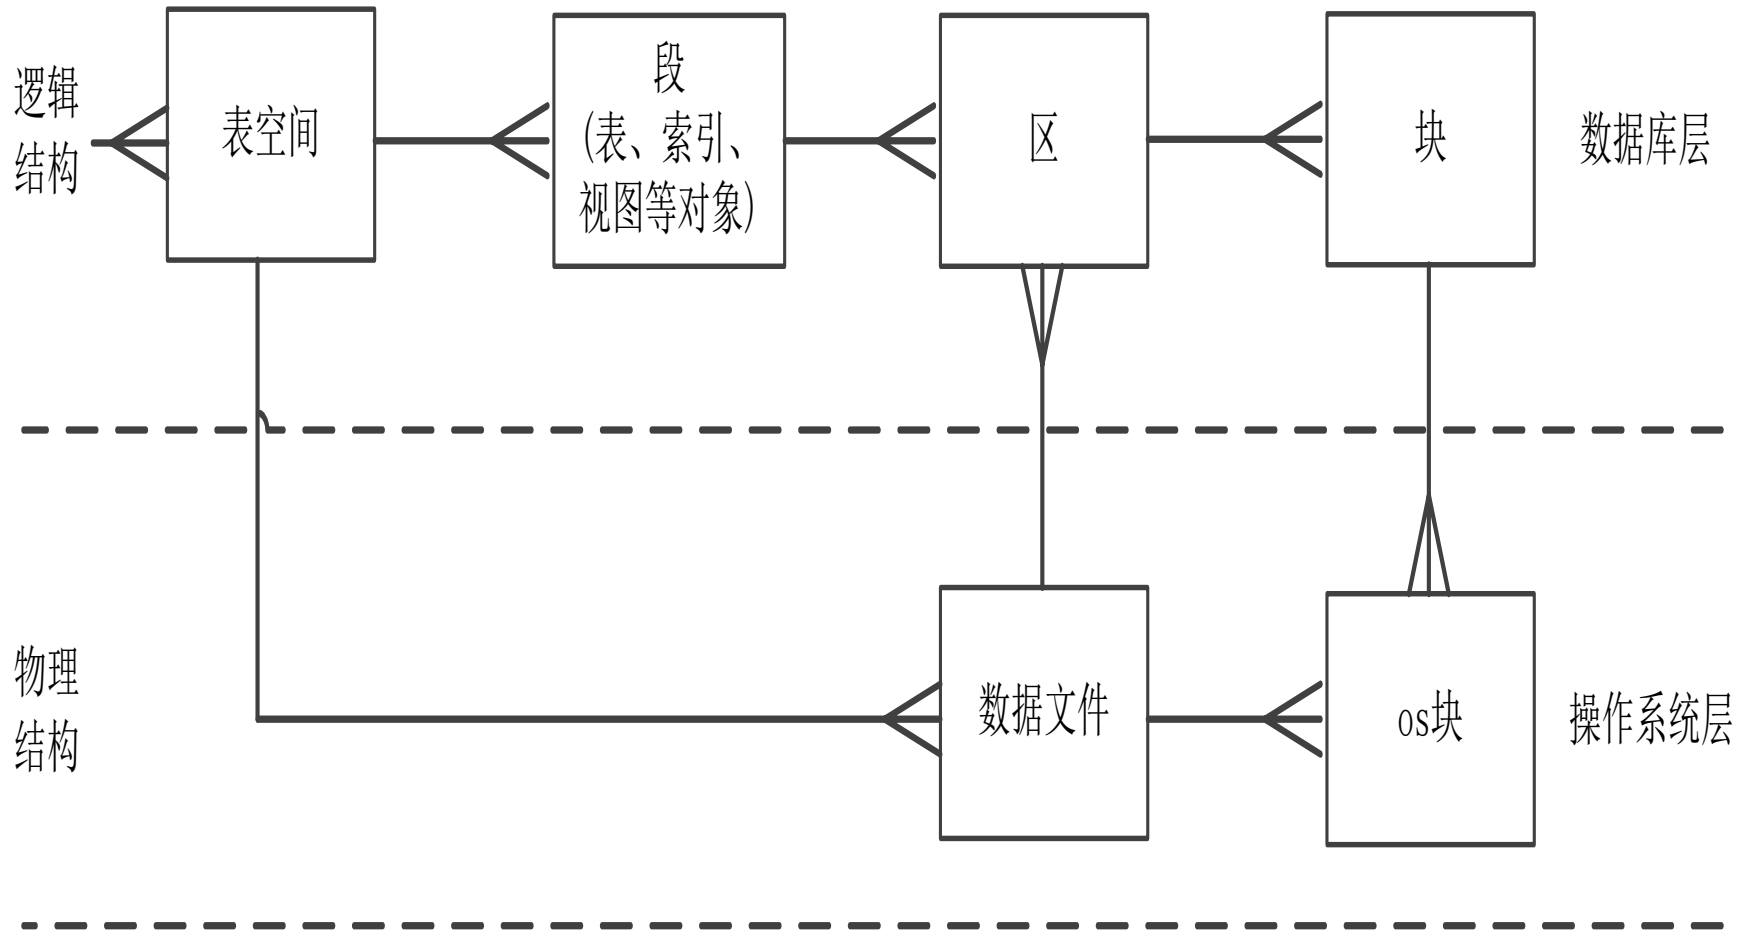 逻辑
结构
表空间
段
(表、索引、
视图等对象)
区
块
数据库层
物理
结构
数据文件
os块
操作系统层